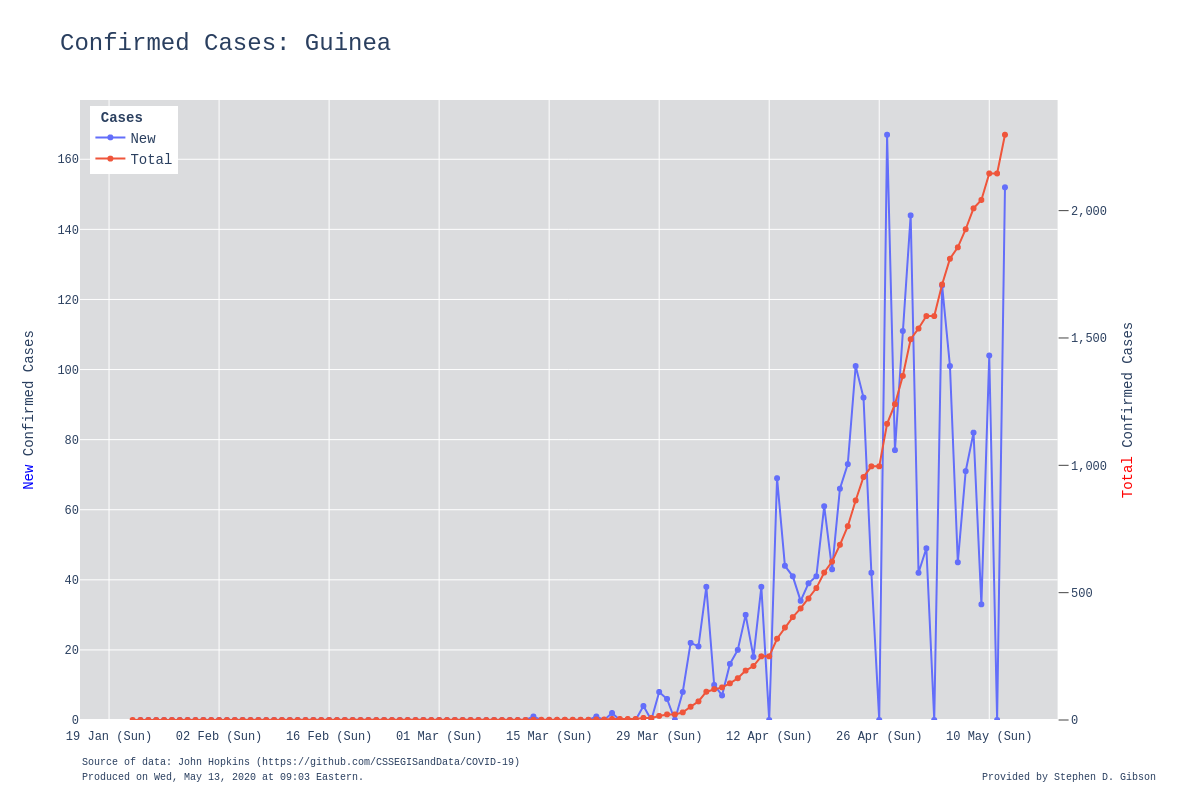 Confirmed Cases: Guinea
Cases
New
Total
160
140
120
100
80
60
40
20
0
New Confirmed Cases
2,000
1,500
1,000
500
0
Total Confirmed Cases
19 Jan (Sun) 02 Feb (Sun) 16 Feb (Sun) 01 Mar (Sun) 15 Mar (Sun) 29 Mar (Sun) 12 Apr (Sun) 26 Apr (Sun) 10 May (Sun)
Source of data: John Hopkins (https://github.com/CSSEGISandData/COVID-19)
Produced on Wed, May 13, 2020 at 09:03 Eastern.
Provided by Stephen D. Gibson